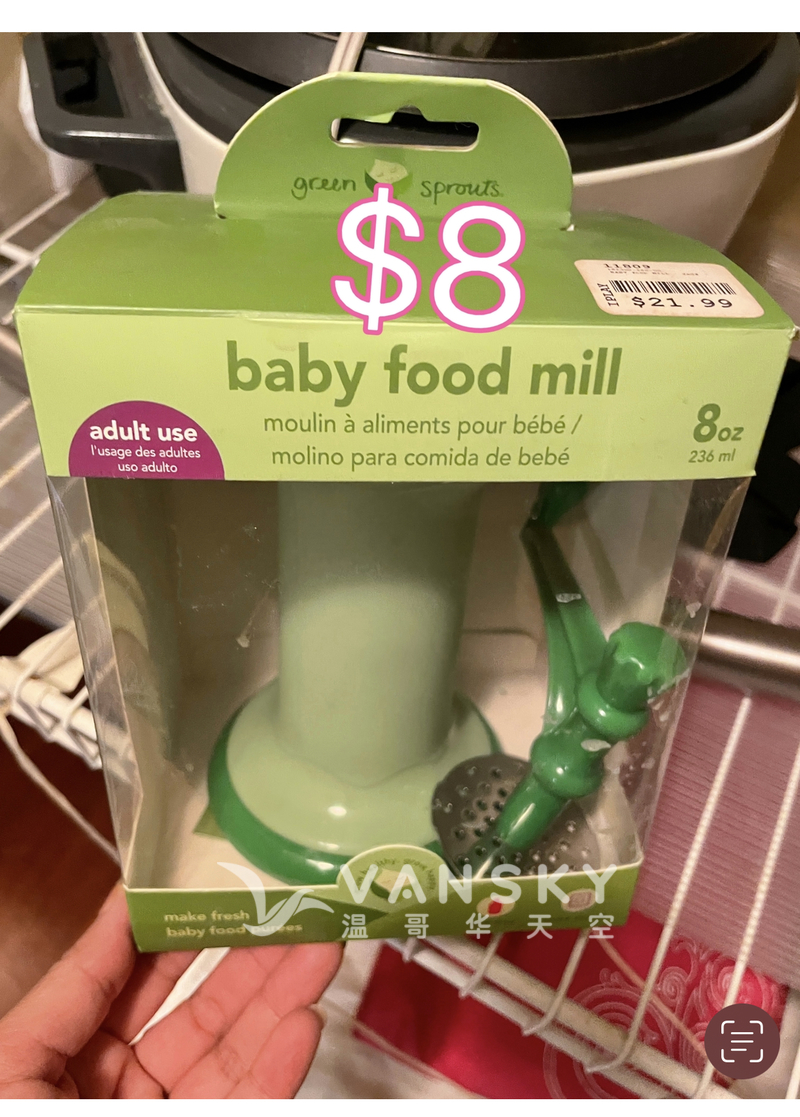 green sprouts
$8
11809
IPLAY
$21.99
baby food mill
adult use
l'usage des adultes
uso adulto
moulin à aliments pour bébé /
molino para comida de bebé
8oz
236 ml
VANSKY
温哥华天空
make fresh
baby food purees